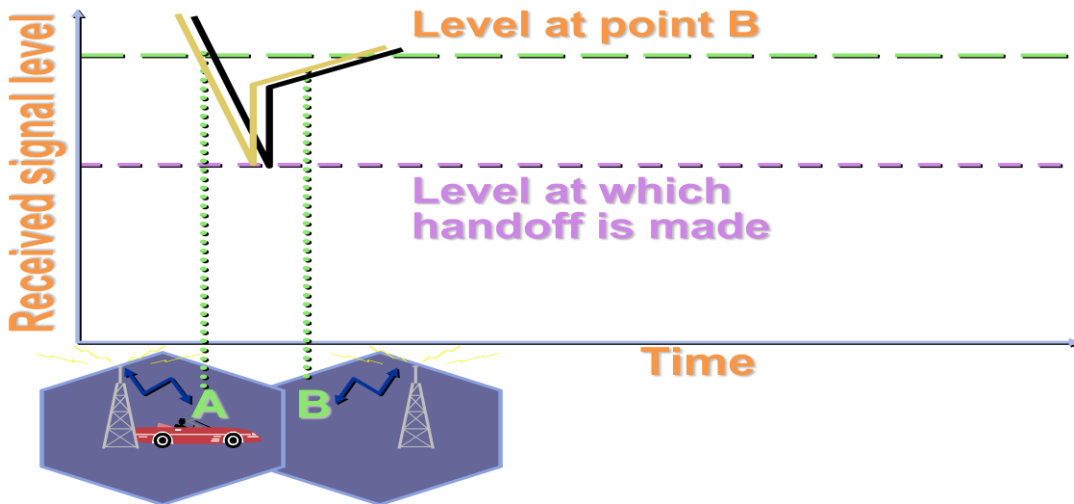 Received signal level
Level at point B
Level at which
handoff is made
Time
A
B